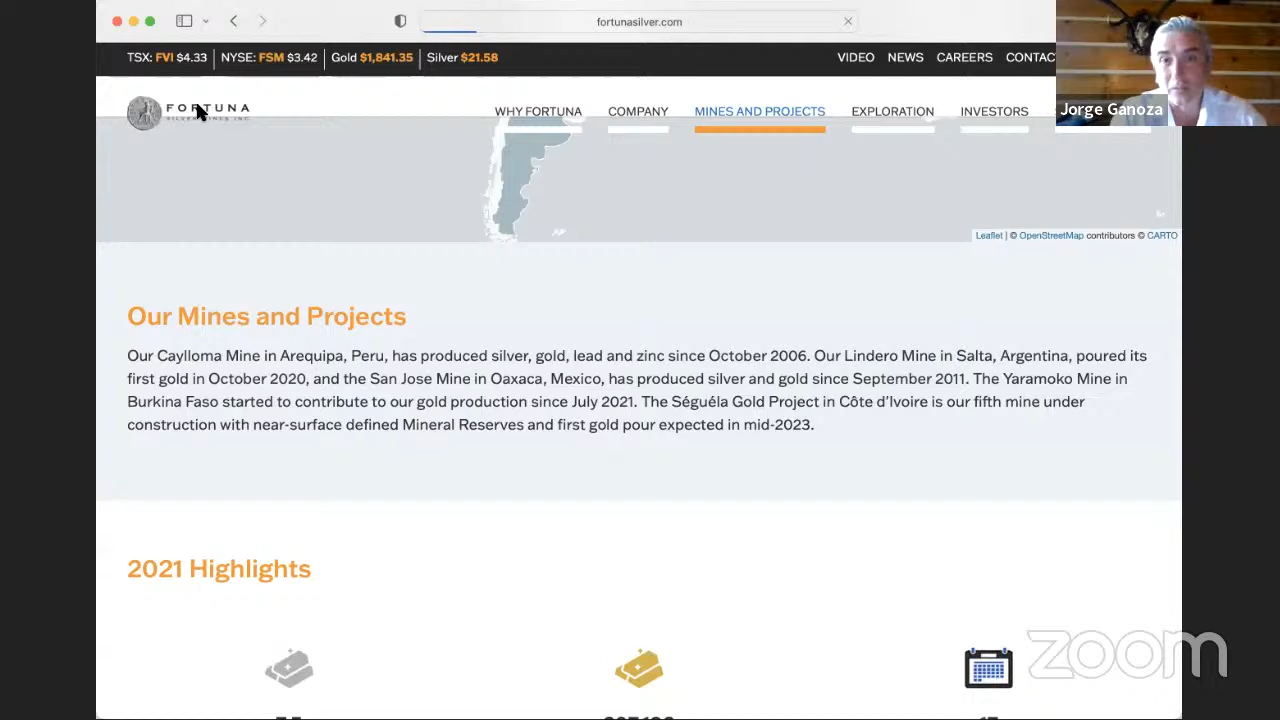 fortunasilver.com
TSX: FVI $4.33 NYSE: FSM $3.42 Gold $1,841.35 Silver $21.58
VIDEO NEWS CAREERS CONTAC
Jorge Ganoza
FORTUNA
SILVER MINES INC.
WHY FORTUNA COMPANY MINES AND PROJECTS EXPLORATION INVESTORS
Leaflet | © OpenStreetMap contributors © CARTO
Our Mines and Projects
Our Caylloma Mine in Arequipa, Peru, has produced silver, gold, lead and zinc since October 2006. Our Lindero Mine in Salta, Argentina, poured its
first gold in October 2020, and the San Jose Mine in Oaxaca, Mexico, has produced silver and gold since September 2011. The Yaramoko Mine in
Burkina Faso started to contribute to our gold production since July 2021. The Séguéla Gold Project in Côte d'Ivoire is our fifth mine under
construction with near-surface defined Mineral Reserves and first gold pour expected in mid-2023.
2021 Highlights
zoom